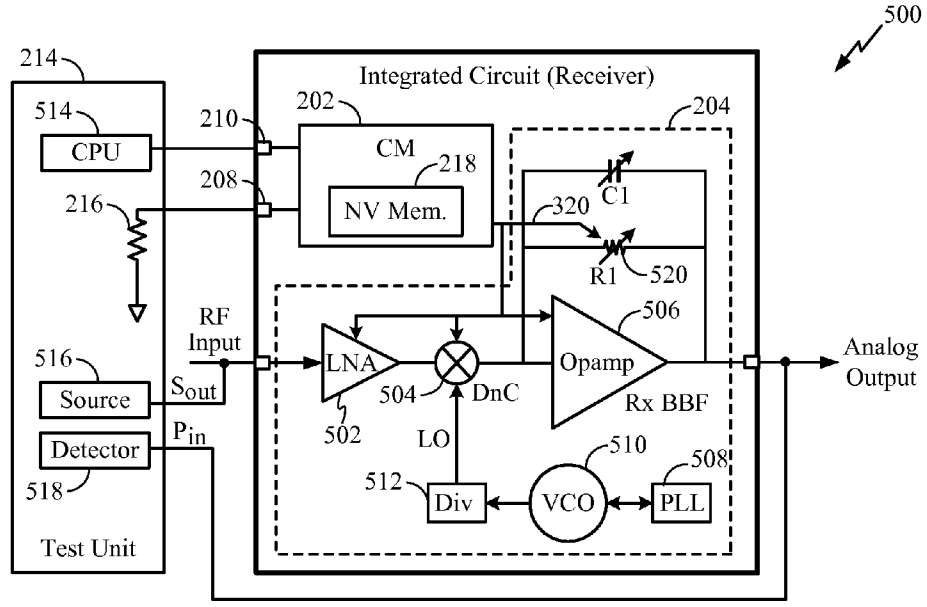 500
214
Integrated Circuit (Receiver)
514
210
202
204
CPU
CM
218
C1
208
216
NV Mem.
320
R1
520
RF
Input
506
516
LNA
504
DnC
Opamp
Analog
Output
Source
Sout
502
Rx BBF
Detector
Pin
LO
510
508
518
512
Div
VCO
PLL
Test Unit